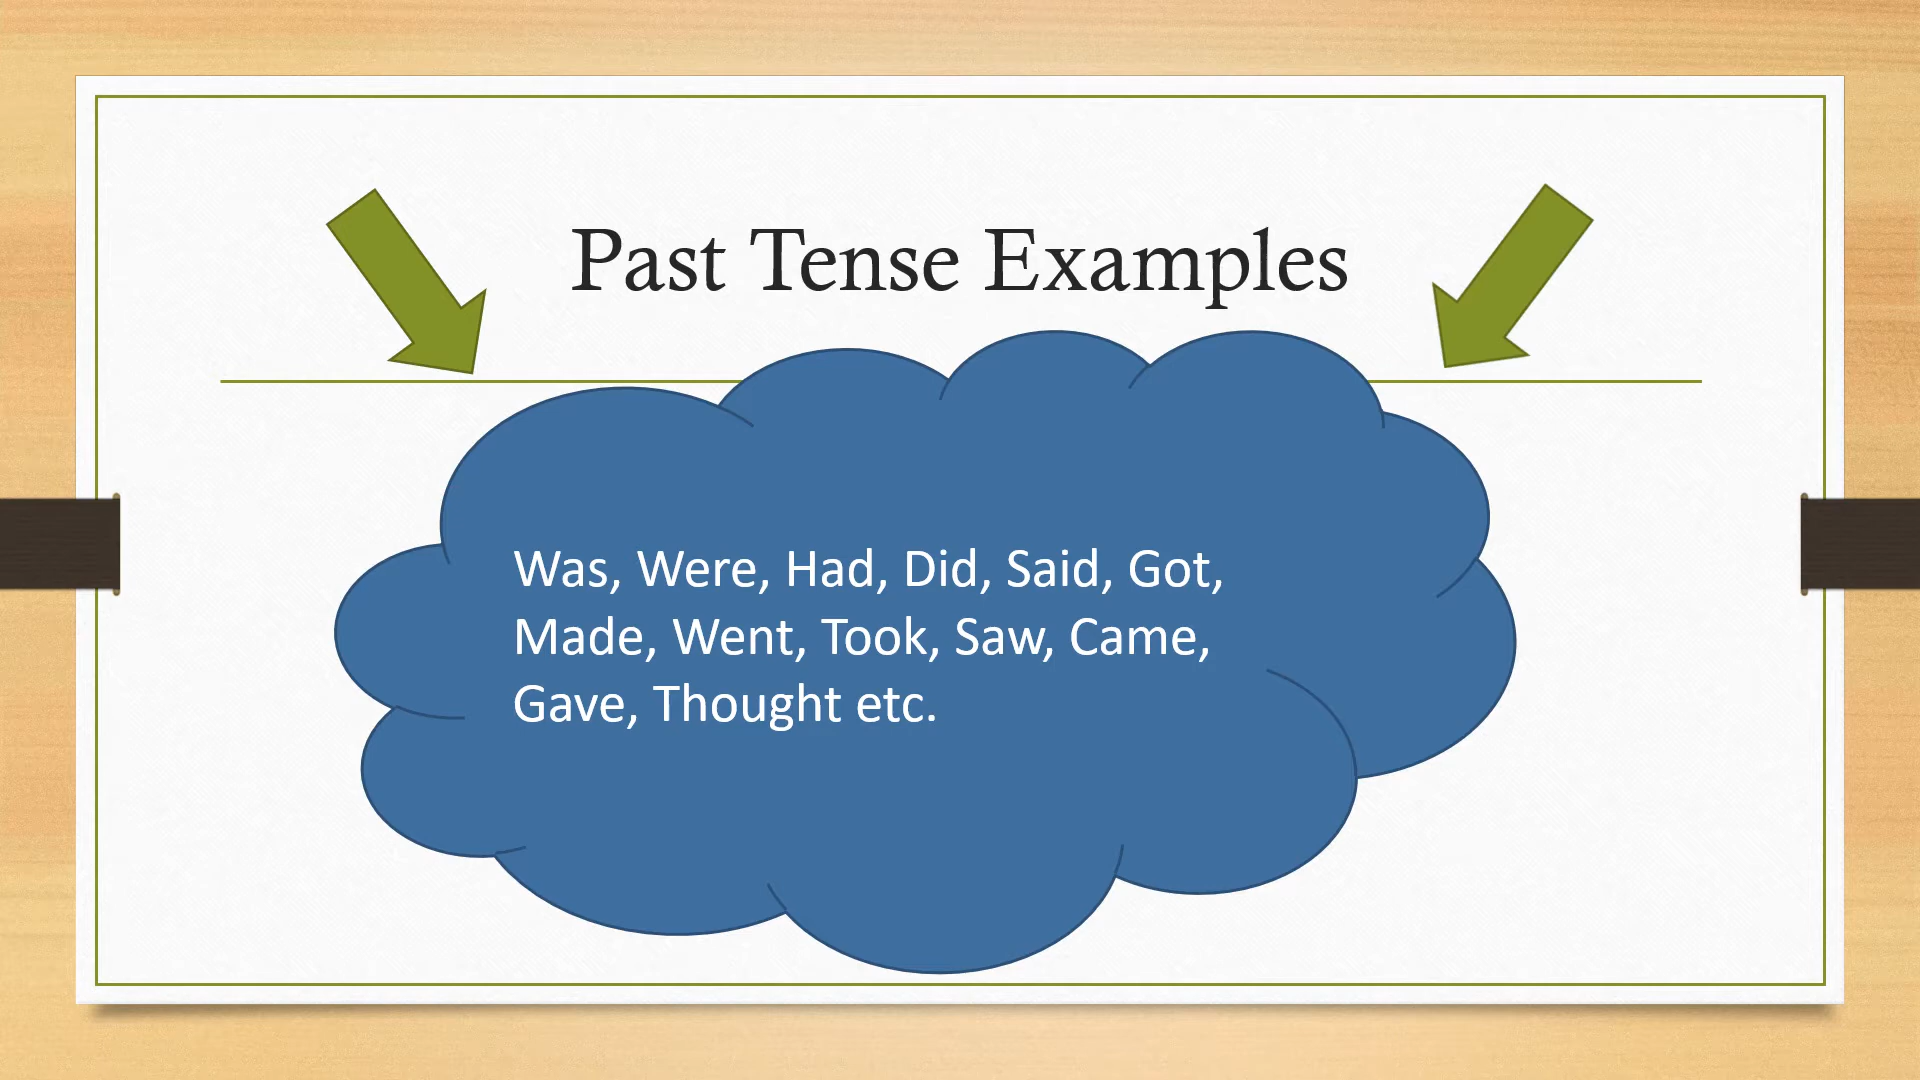 Past Tense Examples
Was, Were, Had, Did, Said, Got,
Made, Went, Took, Saw, Came,
Gave, Thought etc.